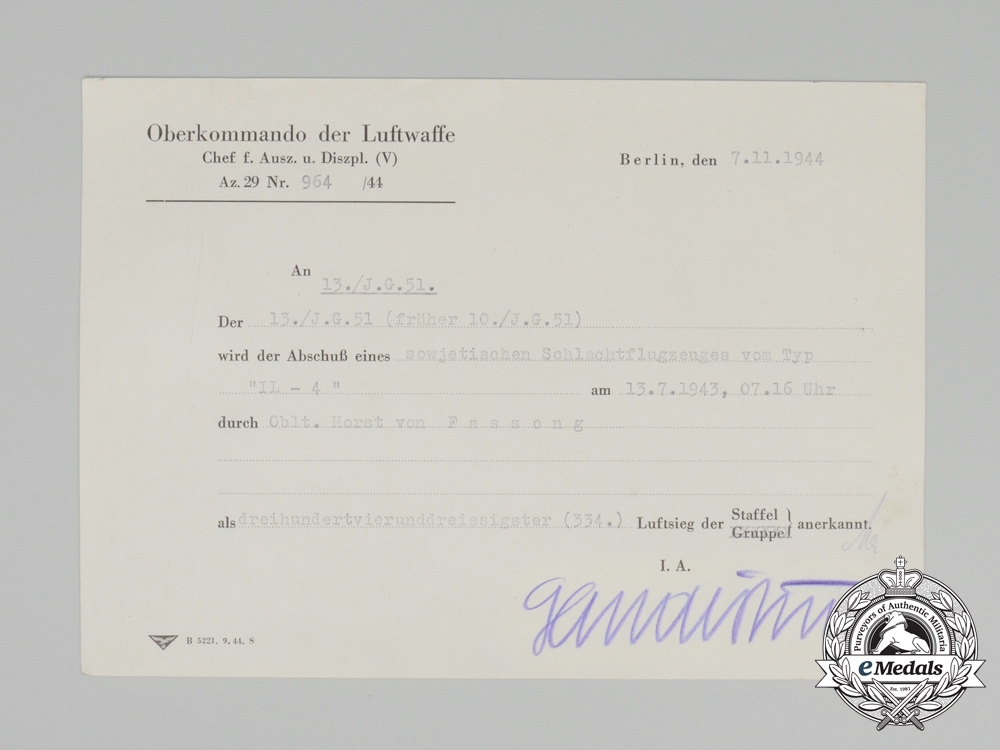 Oberkommando der Luftwaffe
Chef f. Ausz. u. Diszpl. (V)
Az. 29 Nr. 964 /44
Berlin, den 7.11.1944
An
13./J.G.51.
Der 13./J.G.51 (früher 10./J.G.51)
wird der Abschuß eines sowjetischen Schlachtflugzeuges vom Typ
"IL - 4 " am 13.7.1943, 07.16 Uhr
durch Oblt. Horst von F a s s o n g
als dreihundertvierunddreissigster (334.) Luftsieg der Staffel } anerkannt.
Gruppe
I. A.
B 5221. 9. 44. S
Purveyors of Authentic Militaria
eMedals